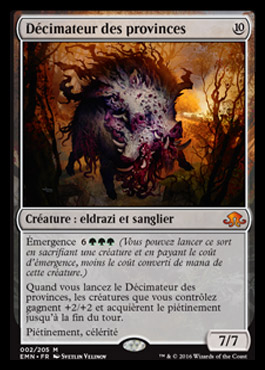 Décimateur des provinces 10
Créature : eldrazi et sanglier
Émergence 6 (Vous pouvez lancer ce sort
en sacrifiant une créature et en payant le coût
d'émergence, moins le coût converti de mana de
cette créature.)
Quand vous lancez le Décimateur des
provinces, les créatures que vous contrôlez
gagnent +2/+2 et acquièrent le piétinement
jusqu'à la fin du tour.
Piétinement, célérité
7/7
002/205 M
EMN • FR Svetlin Velinov
™ & © 2016 Wizards of the Coast